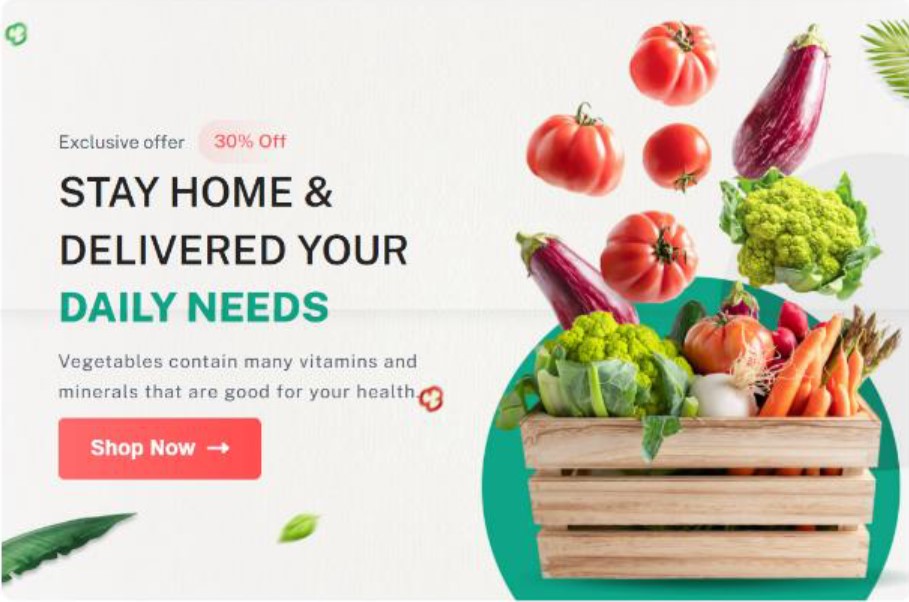 Exclusive offer 30% Off
STAY HOME &
DELIVERED YOUR
DAILY NEEDS
Vegetables contain many vitamins and
minerals that are good for your health.
Shop Now →